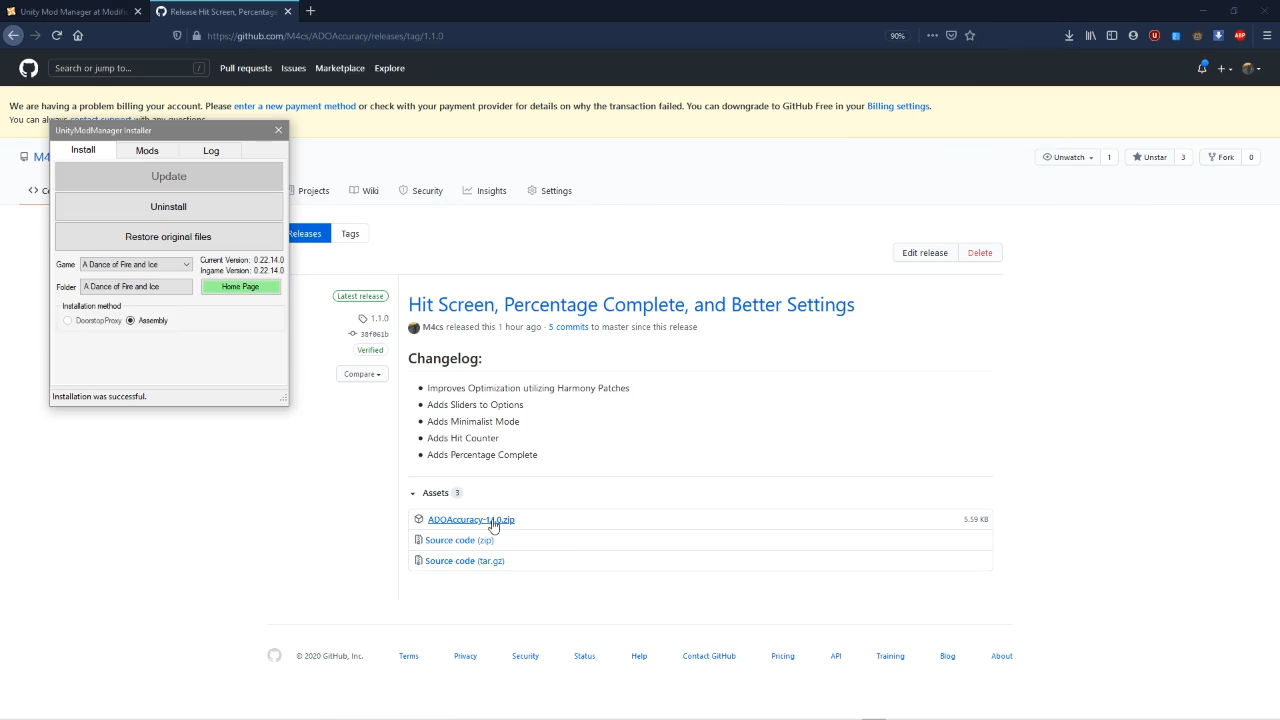 Unity Mod Manager at Modifi
Release Hit Screen, Percentage
https://github.com/M4cs/ADOAccuracy/releases/tag/1.1.0
90%
ABP
Search or jump to...
/
Pull requests
Issues
Marketplace
Explore
We are having a problem billing your account. Please enter a new payment method or check with your payment provider for details on why the transaction failed. You can downgrade to GitHub Free in your Billing settings.
You can always contact support with any questions.
UnityModManager Installer
Install
Mods
Log
Update
Uninstall
Restore original files
Game
A Dance of Fire and Ice
Current Version: 0.22.14.0
Ingame Version: 0.22.14.0
Folder
A Dance of Fire and Ice
Home Page
Installation method
DoorstopProxy
Assembly
Installation was successful.
M4
Unwatch
1
Unstar
3
Fork
0
Projects
Wiki
Security
Insights
Settings
Releases
Tags
Edit release
Delete
Latest release
1.1.0
38f061b
Verified
Compare
Hit Screen, Percentage Complete, and Better Settings
M4cs released this 1 hour ago · 5 commits to master since this release
Changelog:
Improves Optimization utilizing Harmony Patches
Adds Sliders to Options
Adds Minimalist Mode
Adds Hit Counter
Adds Percentage Complete
Assets 3
ADOAccuracy-1.1.0.zip
5.59 KB
Source code (zip)
Source code (tar.gz)
© 2020 GitHub, Inc.
Terms
Privacy
Security
Status
Help
Contact GitHub
Pricing
API
Training
Blog
About